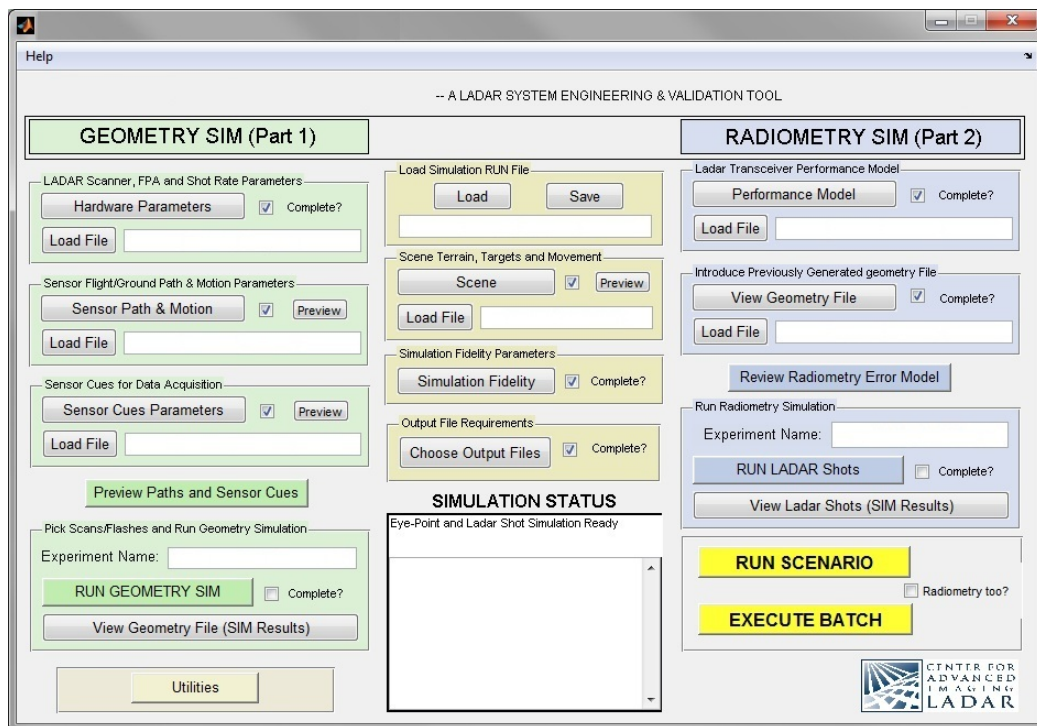 Help
-- A LADAR SYSTEM ENGINEERING & VALIDATION TOOL
GEOMETRY SIM (Part 1)
LADAR Scanner, FPA and Shot Rate Parameters
Hardware Parameters
Complete?
Load File
Sensor Flight/Ground Path & Motion Parameters
Sensor Path & Motion
Preview
Load File
Sensor Cues for Data Acquisition
Sensor Cues Parameters
Preview
Load File
Preview Paths and Sensor Cues
Pick Scans/Flashes and Run Geometry Simulation
Experiment Name:
RUN GEOMETRY SIM
Complete?
View Geometry File (SIM Results)
Utilities
Load Simulation RUN File
Load
Save
Scene Terrain, Targets and Movement
Scene
Preview
Load File
Simulation Fidelity Parameters
Simulation Fidelity
Complete?
Output File Requirements
Choose Output Files
Complete?
SIMULATION STATUS
Eye-Point and Ladar Shot Simulation Ready
RADIOMETRY SIM (Part 2)
Ladar Transceiver Performance Model
Performance Model
Complete?
Load File
Introduce Previously Generated geometry File
View Geometry File
Complete?
Load File
Review Radiometry Error Model
Run Radiometry Simulation
Experiment Name:
RUN LADAR Shots
Complete?
View Ladar Shots (SIM Results)
RUN SCENARIO
Radiometry too?
EXECUTE BATCH
CENTER FOR
ADVANCED
IMAGING
LADAR